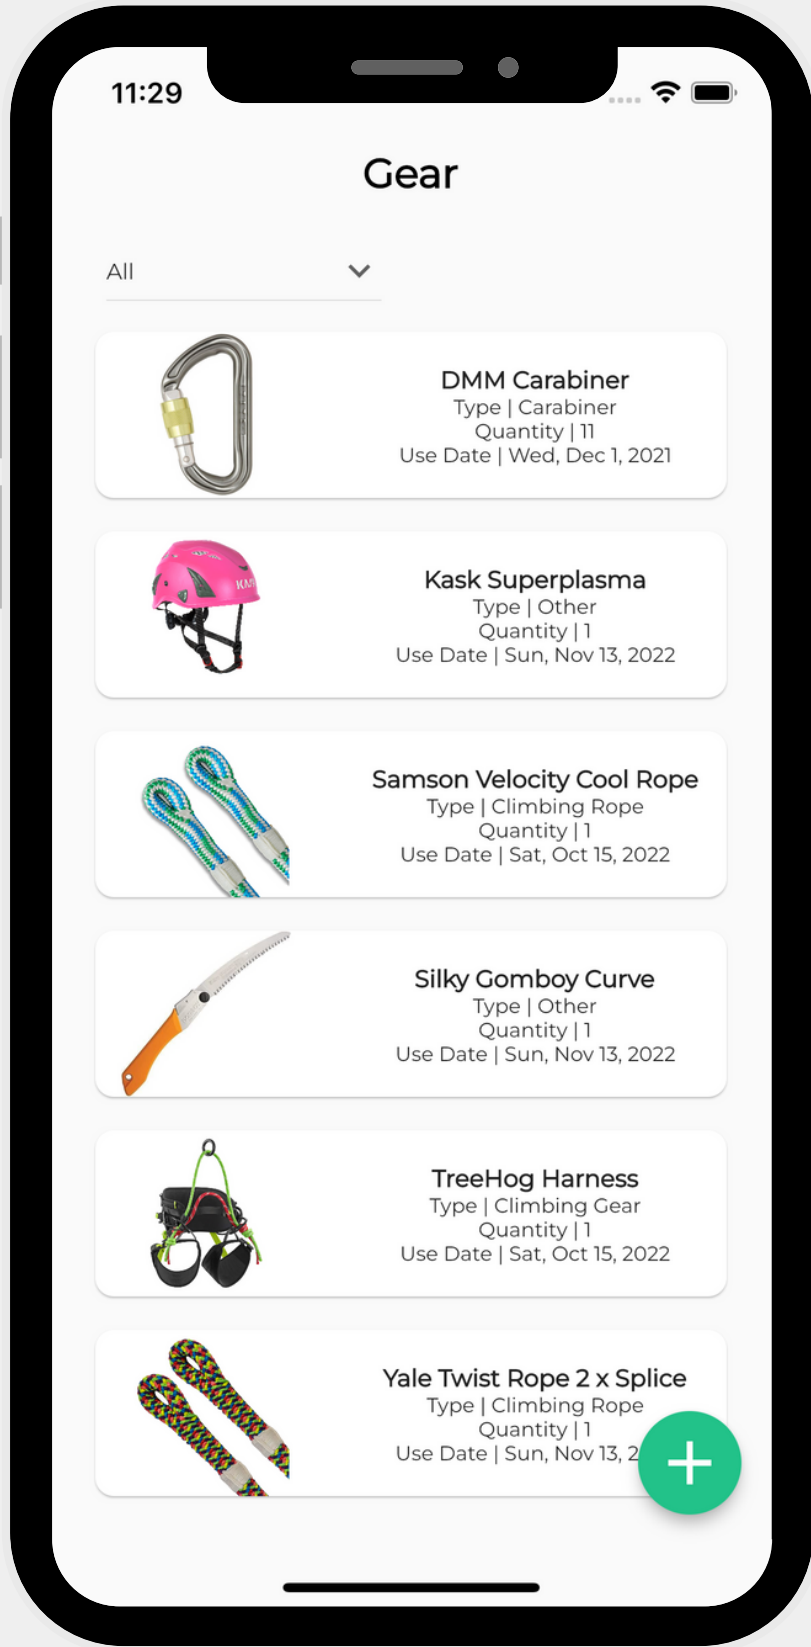 11:29
Gear
All
DMM Carabiner
Type | Carabiner
Quantity | 11
Use Date | Wed, Dec 1, 2021
Kask Superplasma
Type | Other
Quantity | 1
Use Date | Sun, Nov 13, 2022
Samson Velocity Cool Rope
Type | Climbing Rope
Quantity | 1
Use Date | Sat, Oct 15, 2022
Silky Gomboy Curve
Type | Other
Quantity | 1
Use Date | Sun, Nov 13, 2022
TreeHog Harness
Type | Climbing Gear
Quantity | 1
Use Date | Sat, Oct 15, 2022
Yale Twist Rope 2 x Splice
Type | Climbing Rope
Quantity | 1
Use Date | Sun, Nov 13, 2